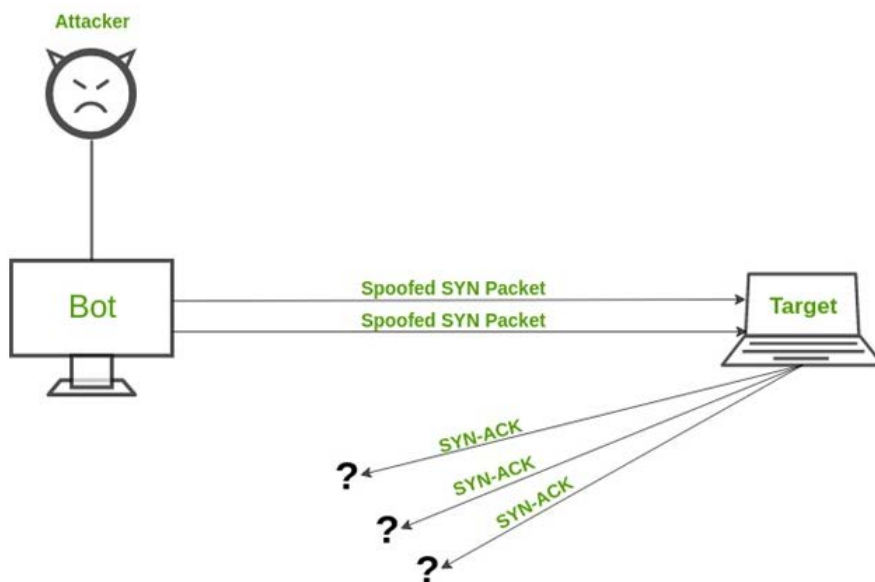 Attacker
Bot
Spoofed SYN Packet
Spoofed SYN Packet
Target
SYN-ACK
?
SYN-ACK
?
SYN-ACK
?